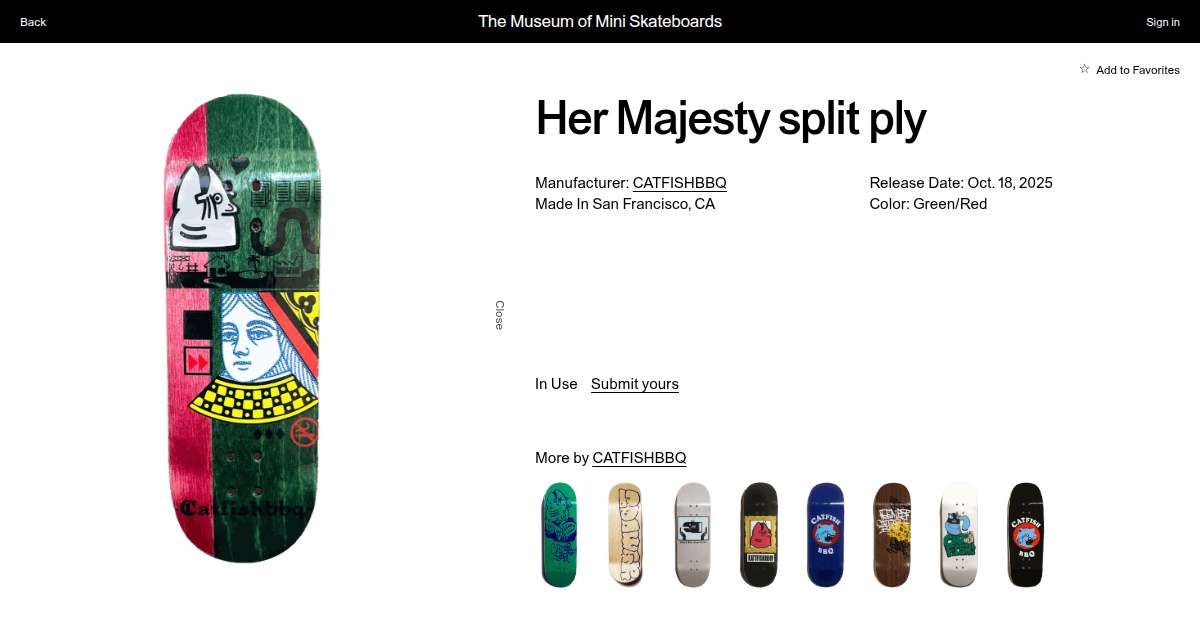 Back
The Museum of Mini Skateboards
Sign in
☆ Add to Favorites
Her Majesty split ply
Manufacturer: CATFISHBBQ
Made In San Francisco, CA
Release Date: Oct. 18, 2025
Color: Green/Red
Close
In Use
Submit yours
More by CATFISHBBQ
Catfishbbq
CATFISHBBQ
CATFISH
BBQ
CATFISH
BBQ